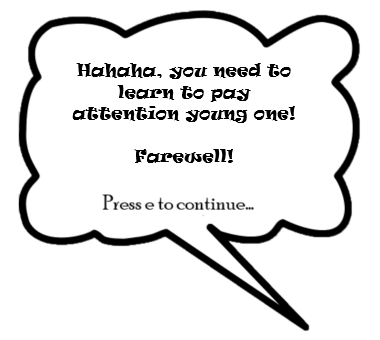 Hahaha, you need to
learn to pay
attention young one!
Farewell!
Press e to continue...